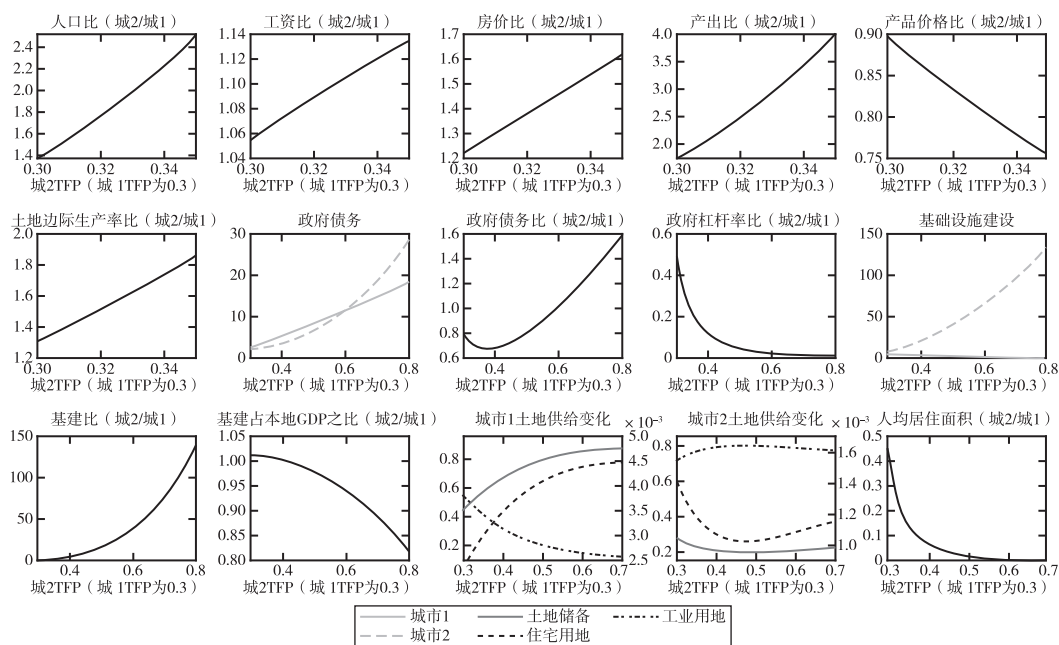 人口比（城2/城1）
2.4
2.2
2.0
1.8
1.6
1.4
0.30 0.32 0.34
城2TFP（城 1TFP为0.3）
工资比（城2/城1）
1.14
1.12
1.10
1.08
1.06
1.04
0.30 0.32 0.34
城2TFP（城 1TFP为0.3）
房价比（城2/城1）
1.7
1.6
1.5
1.4
1.3
1.2
0.30 0.32 0.34
城2TFP（城 1TFP为0.3）
产出比（城2/城1）
4.0
3.5
3.0
2.5
2.0
0.30 0.32 0.34
城2TFP（城 1TFP为0.3）
产品价格比（城2/城1）
0.90
0.85
0.80
0.75
0.30 0.32 0.34
城2TFP（城 1TFP为0.3）
土地边际生产率比（城2/城1）
2.0
1.8
1.6
1.4
1.2
0.30 0.32 0.34
城2TFP（城 1TFP为0.3）
政府债务
30
20
10
0
0.4 0.6 0.8
城2TFP（城 1TFP为0.3）
政府债务比（城2/城1）
1.6
1.4
1.2
1.0
0.8
0.6
0.4 0.6 0.8
城2TFP（城 1TFP为0.3）
政府杠杆率比（城2/城1）
0.6
0.4
0.2
0
0.4 0.6 0.8
城2TFP（城 1TFP为0.3）
基础设施建设
150
100
50
0
0.4 0.6 0.8
城2TFP（城 1TFP为0.3）
基建比（城2/城1）
150
100
50
0
0.4 0.6 0.8
城2TFP（城 1TFP为0.3）
基建占本地GDP之比（城2/城1）
1.05
1.00
0.95
0.90
0.85
0.80
0.4 0.6 0.8
城2TFP（城 1TFP为0.3）
城市1土地供给变化
×10⁻³
0.8
0.6
0.4
0.2
5.0
4.5
4.0
3.5
3.0
2.5
0.3 0.4 0.5 0.6 0.7
城2TFP（城 1TFP为0.3）
城市2土地供给变化
×10⁻³
0.8
0.6
0.4
0.2
1.6
1.4
1.2
1.0
0.3 0.4 0.5 0.6 0.7
城2TFP（城 1TFP为0.3）
人均居住面积（城2/城1）
0.5
0.4
0.3
0.2
0.1
0
0.3 0.4 0.5 0.6 0.7
城2TFP（城 1TFP为0.3）
城市1 土地储备 工业用地
城市2 住宅用地